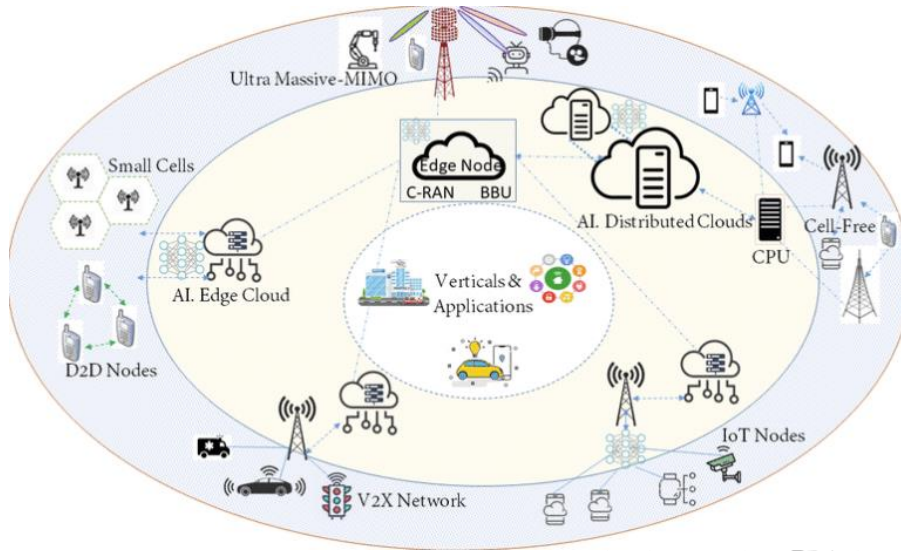 Ultra Massive-MIMO
Small Cells
Edge Node
C-RAN BBU
AI. Distributed Clouds
Cell-Free
CPU
AI. Edge Cloud
Verticals &
Applications
D2D Nodes
IoT Nodes
V2X Network